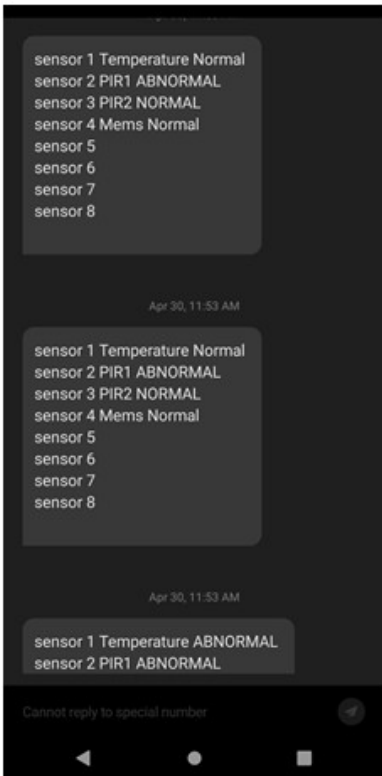 sensor 1 Temperature Normal
sensor 2 PIR1 ABNORMAL
sensor 3 PIR2 NORMAL
sensor 4 Mems Normal
sensor 5
sensor 6
sensor 7
sensor 8
Apr 30, 11:53 AM
sensor 1 Temperature Normal
sensor 2 PIR1 ABNORMAL
sensor 3 PIR2 NORMAL
sensor 4 Mems Normal
sensor 5
sensor 6
sensor 7
sensor 8
Apr 30, 11:53 AM
sensor 1 Temperature ABNORMAL
sensor 2 PIR1 ABNORMAL
Cannot reply to special number